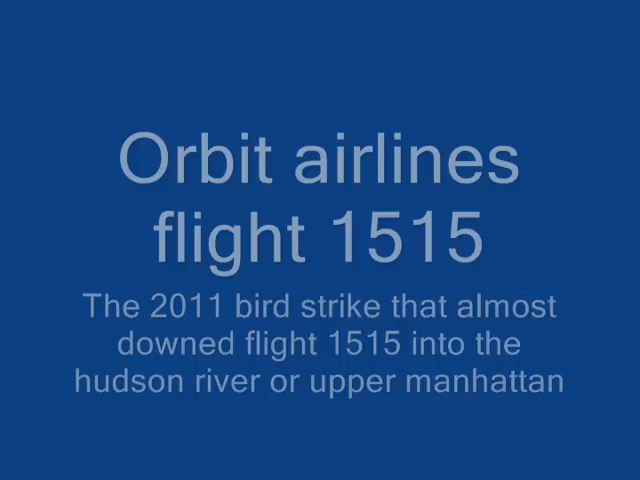 Orbit airlines
flight 1515
The 2011 bird strike that almost
downed flight 1515 into the
hudson river or upper manhattan